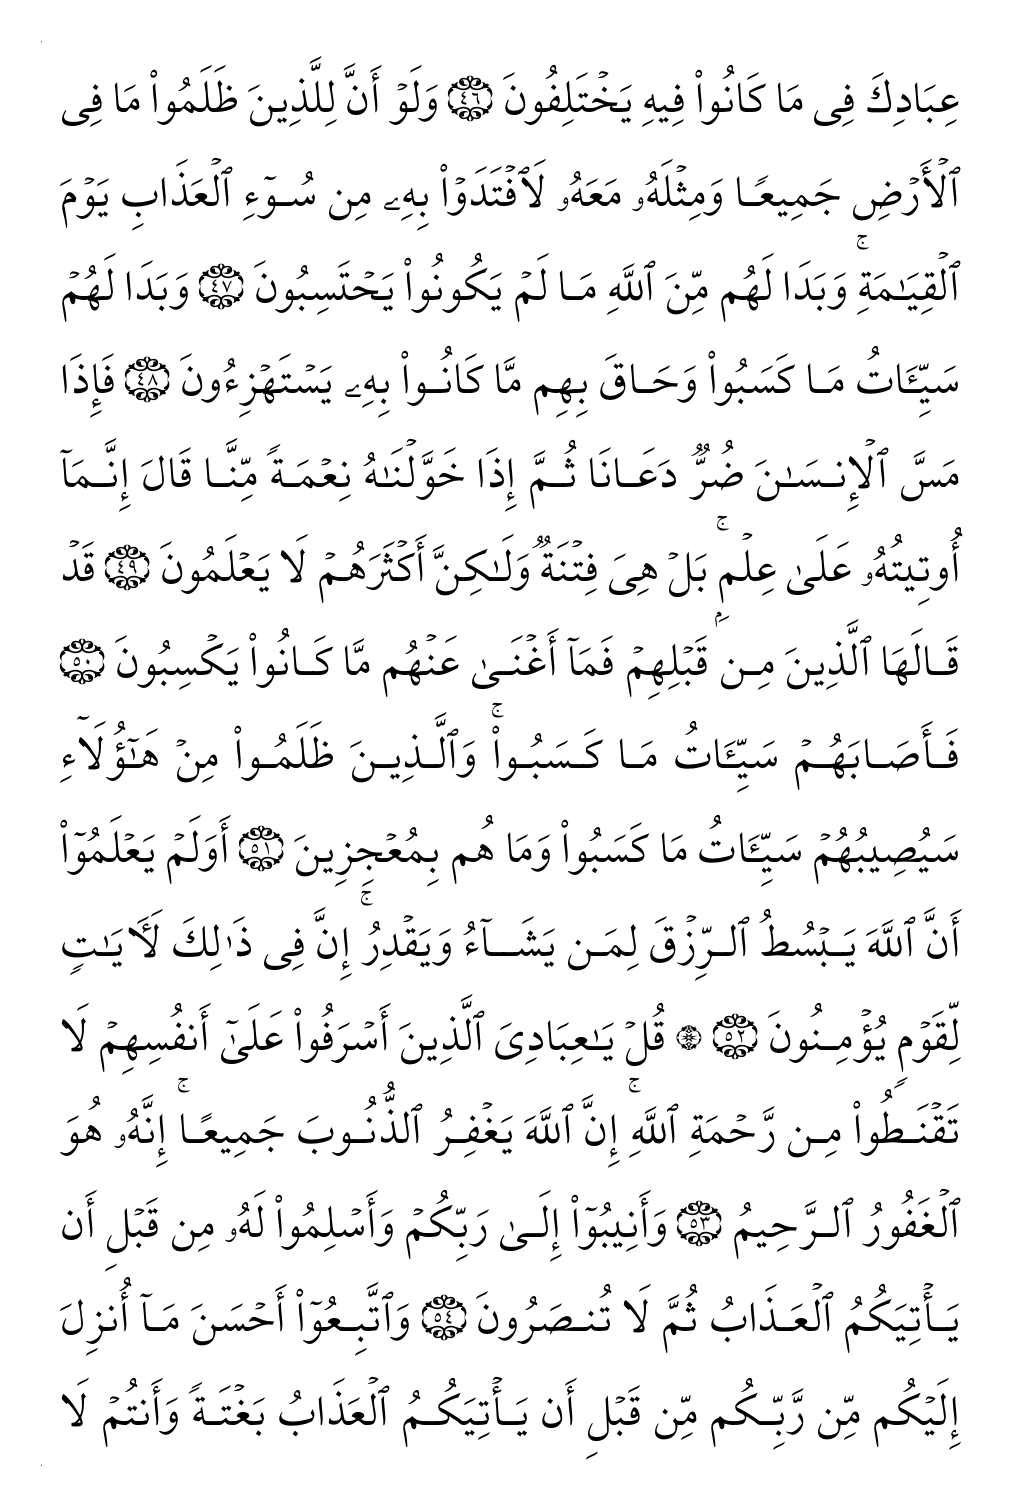 عِبَادِكَ فِى مَا كَانُوا۟ فِيهِ يَخْتَلِفُونَ ٤٦ وَلَوْ أَنَّ لِلَّذِينَ ظَلَمُوا۟ مَا فِى
ٱلْأَرْضِ جَمِيعًا وَمِثْلَهُۥ مَعَهُۥ لَٱفْتَدَوْا۟ بِهِۦ مِن سُوٓءِ ٱلْعَذَابِ يَوْمَ
ٱلْقِيَـٰمَةِ ۚ وَبَدَا لَهُم مِّنَ ٱللَّهِ مَا لَمْ يَكُونُوا۟ يَحْتَسِبُونَ ٤٧ وَبَدَا لَهُمْ
سَيِّـَٔاتُ مَا كَسَبُوا۟ وَحَاقَ بِهِم مَّا كَانُوا۟ بِهِۦ يَسْتَهْزِءُونَ ٤٨ فَإِذَا
مَسَّ ٱلْإِنسَـٰنَ ضُرٌّ دَعَانَا ثُمَّ إِذَا خَوَّلْنَـٰهُ نِعْمَةً مِّنَّا قَالَ إِنَّمَآ
أُوتِيتُهُۥ عَلَىٰ عِلْمٍۭ ۚ بَلْ هِىَ فِتْنَةٌ وَلَـٰكِنَّ أَكْثَرَهُمْ لَا يَعْلَمُونَ ٤٩ قَدْ
قَالَهَا ٱلَّذِينَ مِن قَبْلِهِمْ فَمَآ أَغْنَىٰ عَنْهُم مَّا كَانُوا۟ يَكْسِبُونَ ٥٠
فَأَصَابَهُمْ سَيِّـَٔاتُ مَا كَسَبُوا۟ ۚ وَٱلَّذِينَ ظَلَمُوا۟ مِنْ هَـٰٓؤُلَآءِ
سَيُصِيبُهُمْ سَيِّـَٔاتُ مَا كَسَبُوا۟ وَمَا هُم بِمُعْجِزِينَ ٥١ أَوَلَمْ يَعْلَمُوٓا۟
أَنَّ ٱللَّهَ يَبْسُطُ ٱلرِّزْقَ لِمَن يَشَآءُ وَيَقْدِرُ ۚ إِنَّ فِى ذَٰلِكَ لَـَٔايَـٰتٍ
لِّقَوْمٍ يُؤْمِنُونَ ٥٢ ۞ قُلْ يَـٰعِبَادِىَ ٱلَّذِينَ أَسْرَفُوا۟ عَلَىٰٓ أَنفُسِهِمْ لَا
تَقْنَطُوا۟ مِن رَّحْمَةِ ٱللَّهِ ۚ إِنَّ ٱللَّهَ يَغْفِرُ ٱلذُّنُوبَ جَمِيعًا ۚ إِنَّهُۥ هُوَ
ٱلْغَفُورُ ٱلرَّحِيمُ ٥٣ وَأَنِيبُوٓا۟ إِلَىٰ رَبِّكُمْ وَأَسْلِمُوا۟ لَهُۥ مِن قَبْلِ أَن
يَأْتِيَكُمُ ٱلْعَذَابُ ثُمَّ لَا تُنصَرُونَ ٥٤ وَٱتَّبِعُوٓا۟ أَحْسَنَ مَآ أُنزِلَ
إِلَيْكُم مِّن رَّبِّكُم مِّن قَبْلِ أَن يَأْتِيَكُمُ ٱلْعَذَابُ بَغْتَةً وَأَنتُمْ لَا